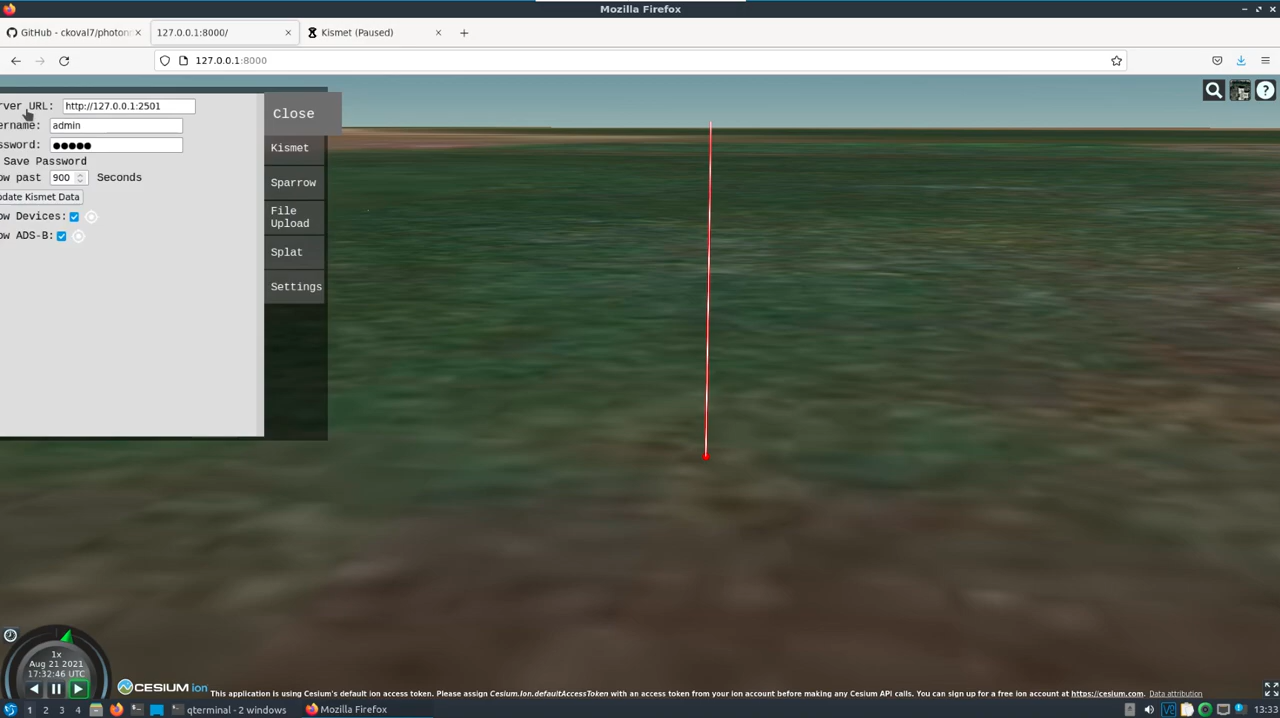 Mozilla Firefox
GitHub - ckoval7/photon
127.0.0.1:8000/
Kismet (Paused)
127.0.0.1:8000
rver URL: http://127.0.0.1:2501
ername: admin
ssword: ●●●●●
Save Password
ow past 900 Seconds
pdate Kismet Data
ow Devices:
ow ADS-B:
Close
Kismet
Sparrow
File
Upload
Splat
Settings
1x
Aug 21 2021
17:32:46 UTC
CESIUM ion
This application is using Cesium's default ion access token. Please assign Cesium.Ion.defaultAccessToken with an access token from your ion account before making any Cesium API calls. You can sign up for a free ion account at https://cesium.com. Data attribution
1 2 3 4
qterminal - 2 windows
Mozilla Firefox
13:33